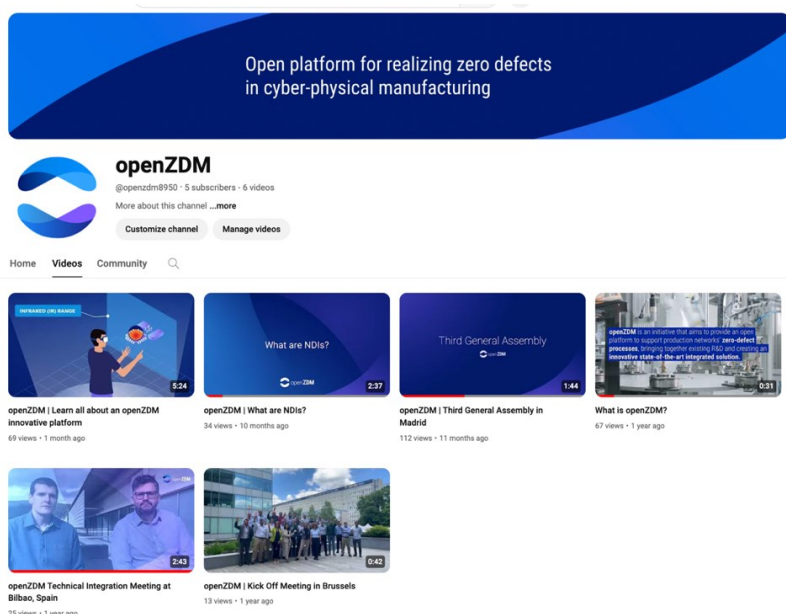 Open platform for realizing zero defects
in cyber-physical manufacturing
openZDM
@openzdm8950 · 5 subscribers · 6 videos
More about this channel ...more
Customize channel Manage videos
Home Videos Community
INFRARED (IR) RANGE
5:24
What are NDIs?
openZDM
2:37
Third General Assembly
openZDM
1:44
openZDM is an initiative that aims to provide an open
platform to support production networks' zero-defect
processes, bringing together existing R&D and creating an
innovative state-of-the-art integrated solution.
0:31
openZDM | Learn all about an openZDM
innovative platform
69 views · 1 month ago
openZDM | What are NDIs?
34 views · 10 months ago
openZDM | Third General Assembly in
Madrid
112 views · 11 months ago
What is openZDM?
67 views · 1 year ago
openZDM
2:43
0:42
openZDM Technical Integration Meeting at
Bilbao, Spain
25 views · 1 year ago
openZDM | Kick Off Meeting in Brussels
13 views · 1 year ago